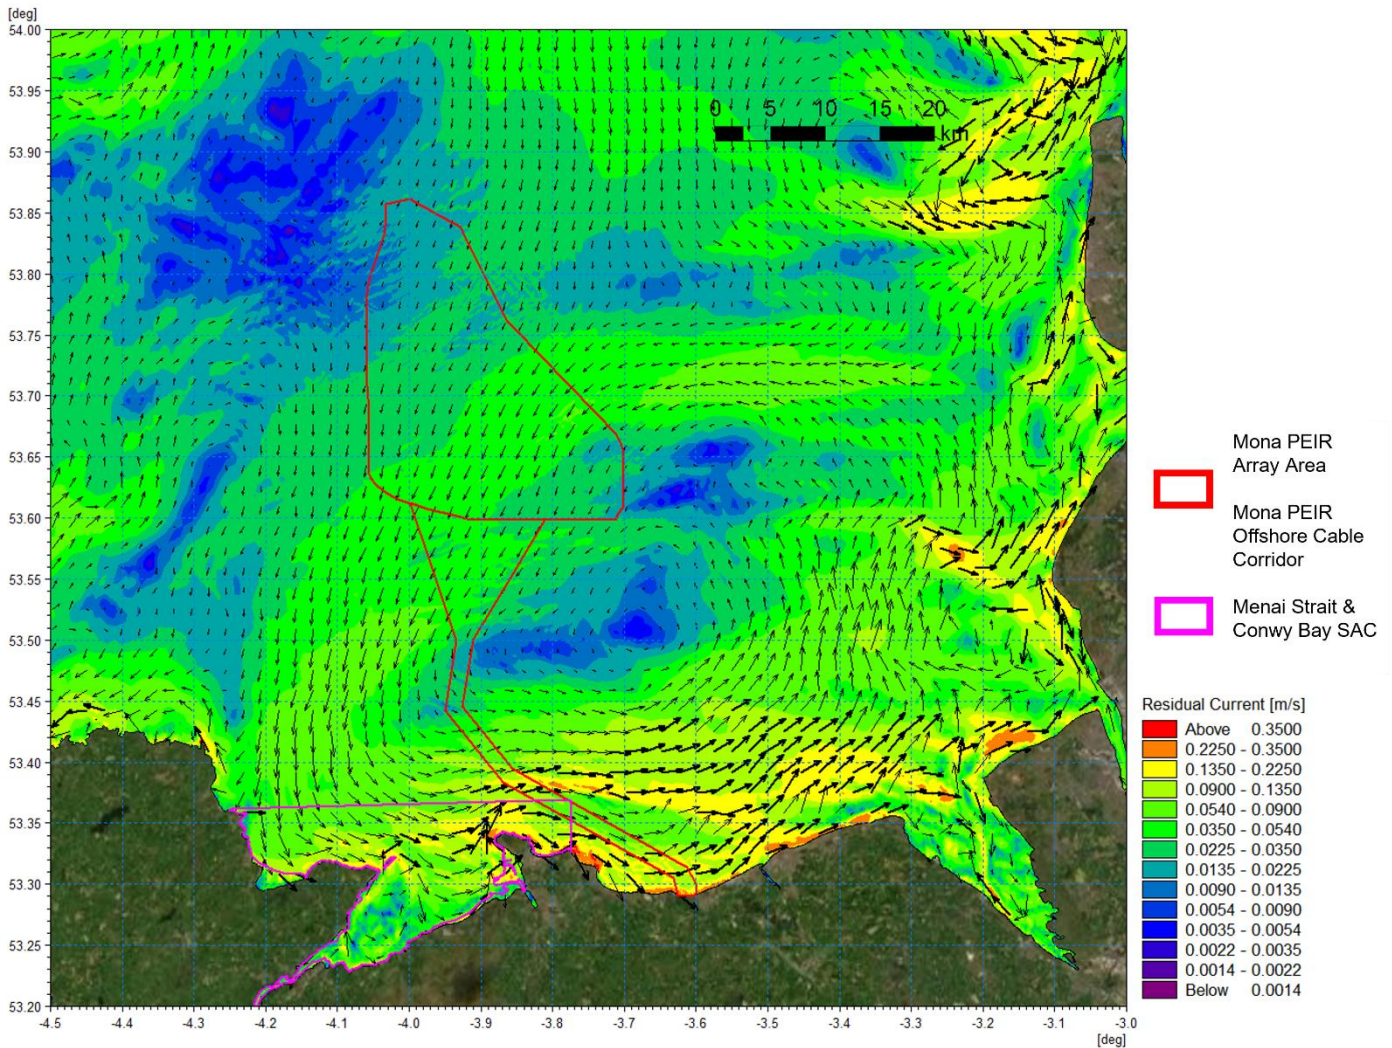 [deg]
54.00
53.95
53.90
53.85
53.80
53.75
53.70
53.65
53.60
53.55
53.50
53.45
53.40
53.35
53.30
53.25
53.20
0 5 10 15 20
km
-4.5 -4.4 -4.3 -4.2 -4.1 -4.0 -3.9 -3.8 -3.7 -3.6 -3.5 -3.4 -3.3 -3.2 -3.1 -3.0
[deg]
Mona PEIR
Array Area
Mona PEIR
Offshore Cable
Corridor
Menai Strait &
Conwy Bay SAC
Residual Current [m/s]
Above 0.3500
0.2250 - 0.3500
0.1350 - 0.2250
0.0900 - 0.1350
0.0540 - 0.0900
0.0350 - 0.0540
0.0225 - 0.0350
0.0135 - 0.0225
0.0090 - 0.0135
0.0054 - 0.0090
0.0035 - 0.0054
0.0022 - 0.0035
0.0014 - 0.0022
Below 0.0014